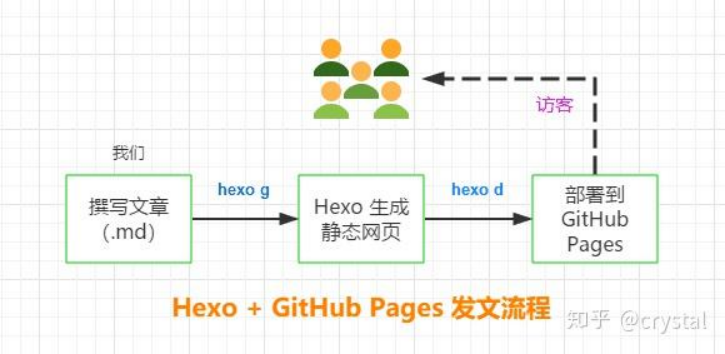 访客
我们
撰写文章
(.md)
hexo g
Hexo 生成
静态网页
hexo d
部署到
GitHub
Pages
Hexo + GitHub Pages 发文流程
知乎 @crystal